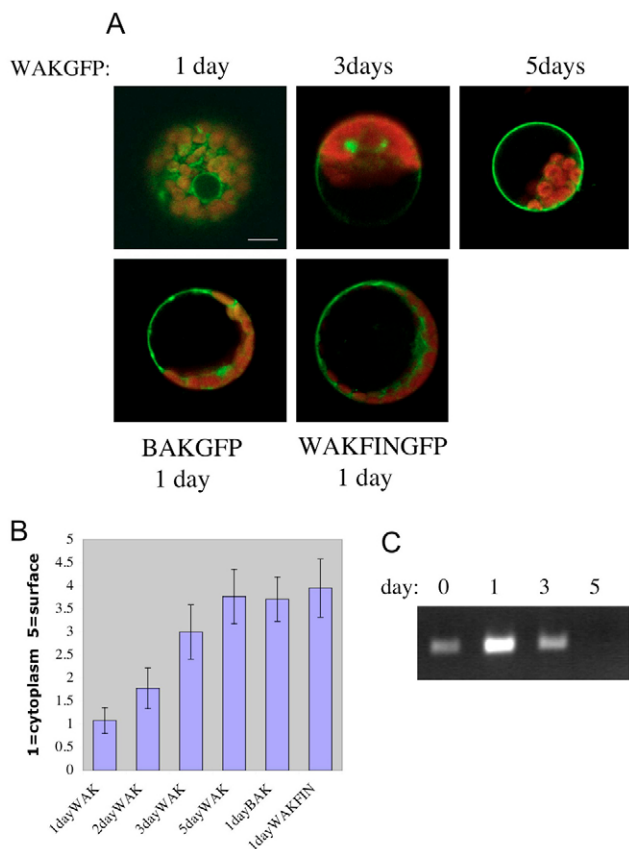 A
WAKGFP: 1 day 3days 5days
BAKGFP WAKFINGFP
1 day 1 day
B
1=cytoplasm 5=surface
5
4.5
4
3.5
3
2.5
2
1.5
1
0.5
0
1dayWAK 2dayWAK 3dayWAK 5dayWAK 1dayBAK 1dayWAKFIN
C
day: 0 1 3 5